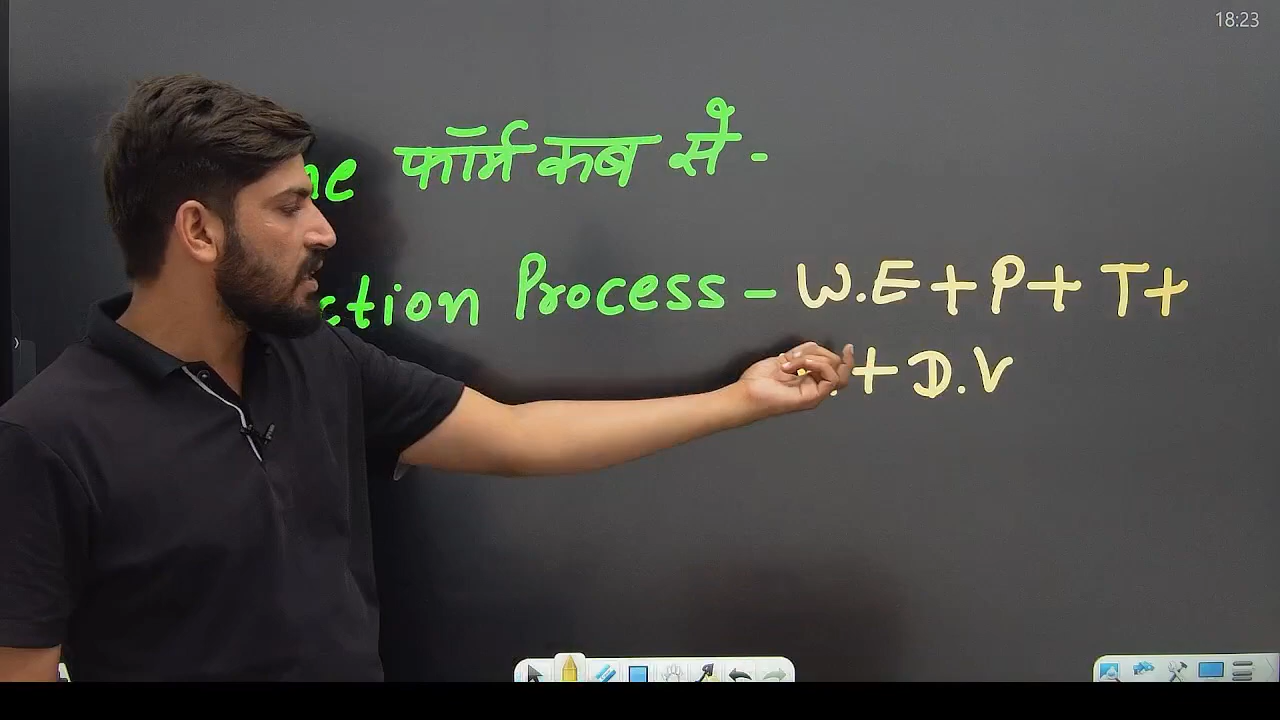 18:23
ne फॉर्म कब से -
ction Process - W.E + P + T +
+ D.V